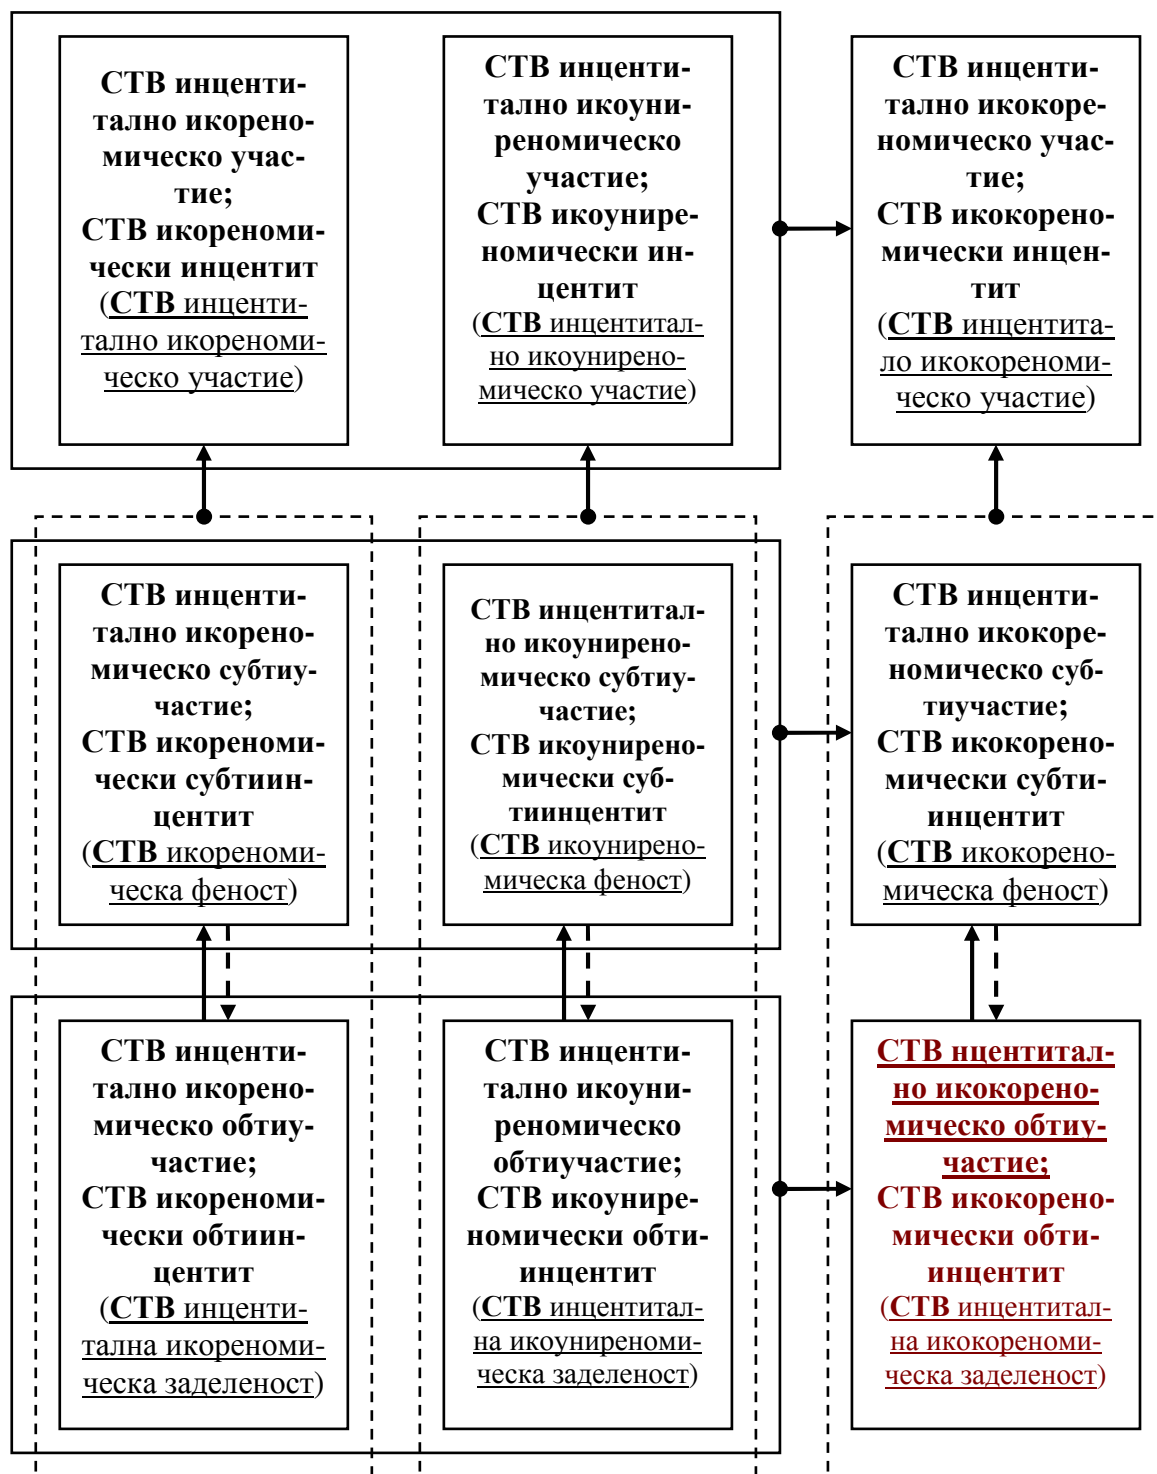 СТВ инценти-
тално икорено-
мическо учас-
тие;
СТВ икореноми-
чески инцентит
(СТВ инценти-
тално икореноми-
ческо участие)
СТВ инценти-
тално икоуни-
реномическо
участие;
СТВ икоунире-
номически ин-
центит
(СТВ инцентитал-
но икоунирено-
мическо участие)
СТВ инценти-
тално икокоре-
номическо учас-
тие;
СТВ икокорено-
мически инцен-
тит
(СТВ инцентита-
ло икокореноми-
ческо участие)
СТВ инценти-
тално икорено-
мическо субтиу-
частие;
СТВ икореноми-
чески субтиин-
центит
(СТВ икореноми-
ческа феност)
СТВ инцентитал-
но икоунирено-
мическо субтиу-
частие;
СТВ икоунирено-
мически суб-
тиинцентит
(СТВ икоунирено-
мическа феност)
СТВ инценти-
тално икокоре-
номическо суб-
тиучастие;
СТВ икокорено-
мически субти-
инцентит
(СТВ икокорено-
мическа феност)
СТВ инценти-
тално икорено-
мическо обтиу-
частие;
СТВ икореноми-
чески обтиин-
центит
(СТВ инценти-
тална икореноми-
ческа заделеност)
СТВ инценти-
тално икоуни-
реномическо
обтиучастие;
СТВ икоунире-
номически обти-
инцентит
(СТВ инцентитал-
на икоуниреноми-
ческа заделеност)
СТВ нцентитал-
но икокорено-
мическо обтиу-
частие;
СТВ икокорено-
мически обти-
инцентит
(СТВ инцентитал-
на икокореноми-
ческа заделеност)